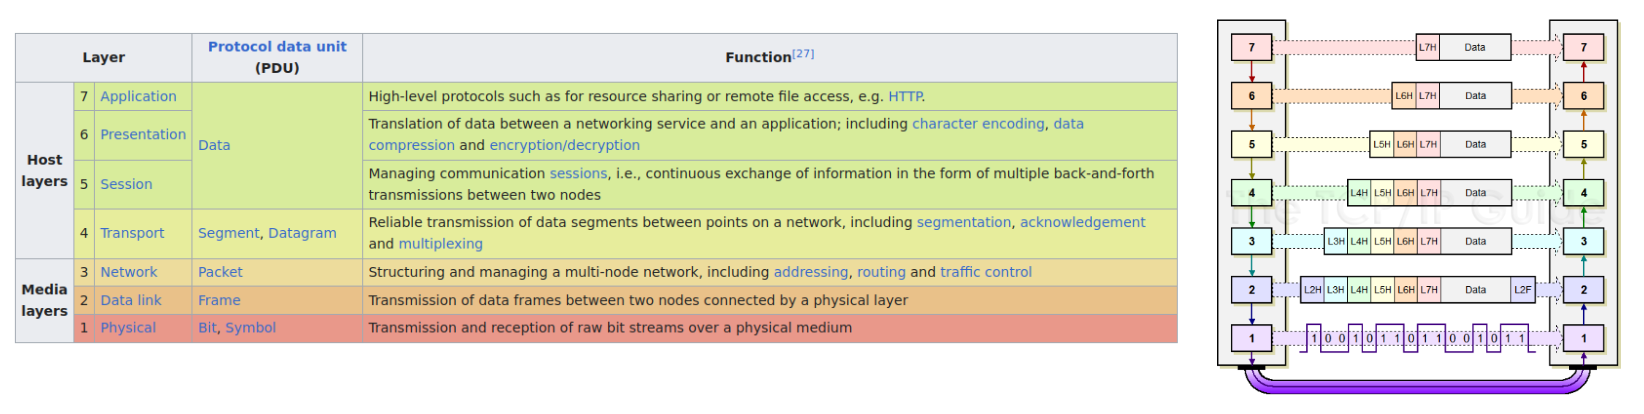 Layer
Protocol data unit
(PDU)
Function[27]
Host
layers
7 Application
Data
High-level protocols such as for resource sharing or remote file access, e.g. HTTP.
6 Presentation
Translation of data between a networking service and an application; including character encoding, data
compression and encryption/decryption
5 Session
Managing communication sessions, i.e., continuous exchange of information in the form of multiple back-and-forth
transmissions between two nodes
4 Transport
Segment, Datagram
Reliable transmission of data segments between points on a network, including segmentation, acknowledgement
and multiplexing
Media
layers
3 Network
Packet
Structuring and managing a multi-node network, including addressing, routing and traffic control
2 Data link
Frame
Transmission of data frames between two nodes connected by a physical layer
1 Physical
Bit, Symbol
Transmission and reception of raw bit streams over a physical medium
7 L7H Data 7
6 L6H L7H Data 6
5 L5H L6H L7H Data 5
4 L4H L5H L6H L7H Data 4
The TCP/IP Guide
3 L3H L4H L5H L6H L7H Data 3
2 L2H L3H L4H L5H L6H L7H Data L2F 2
1 1 0 0 1 0 1 1 0 1 1 0 0 1 0 1 1 1